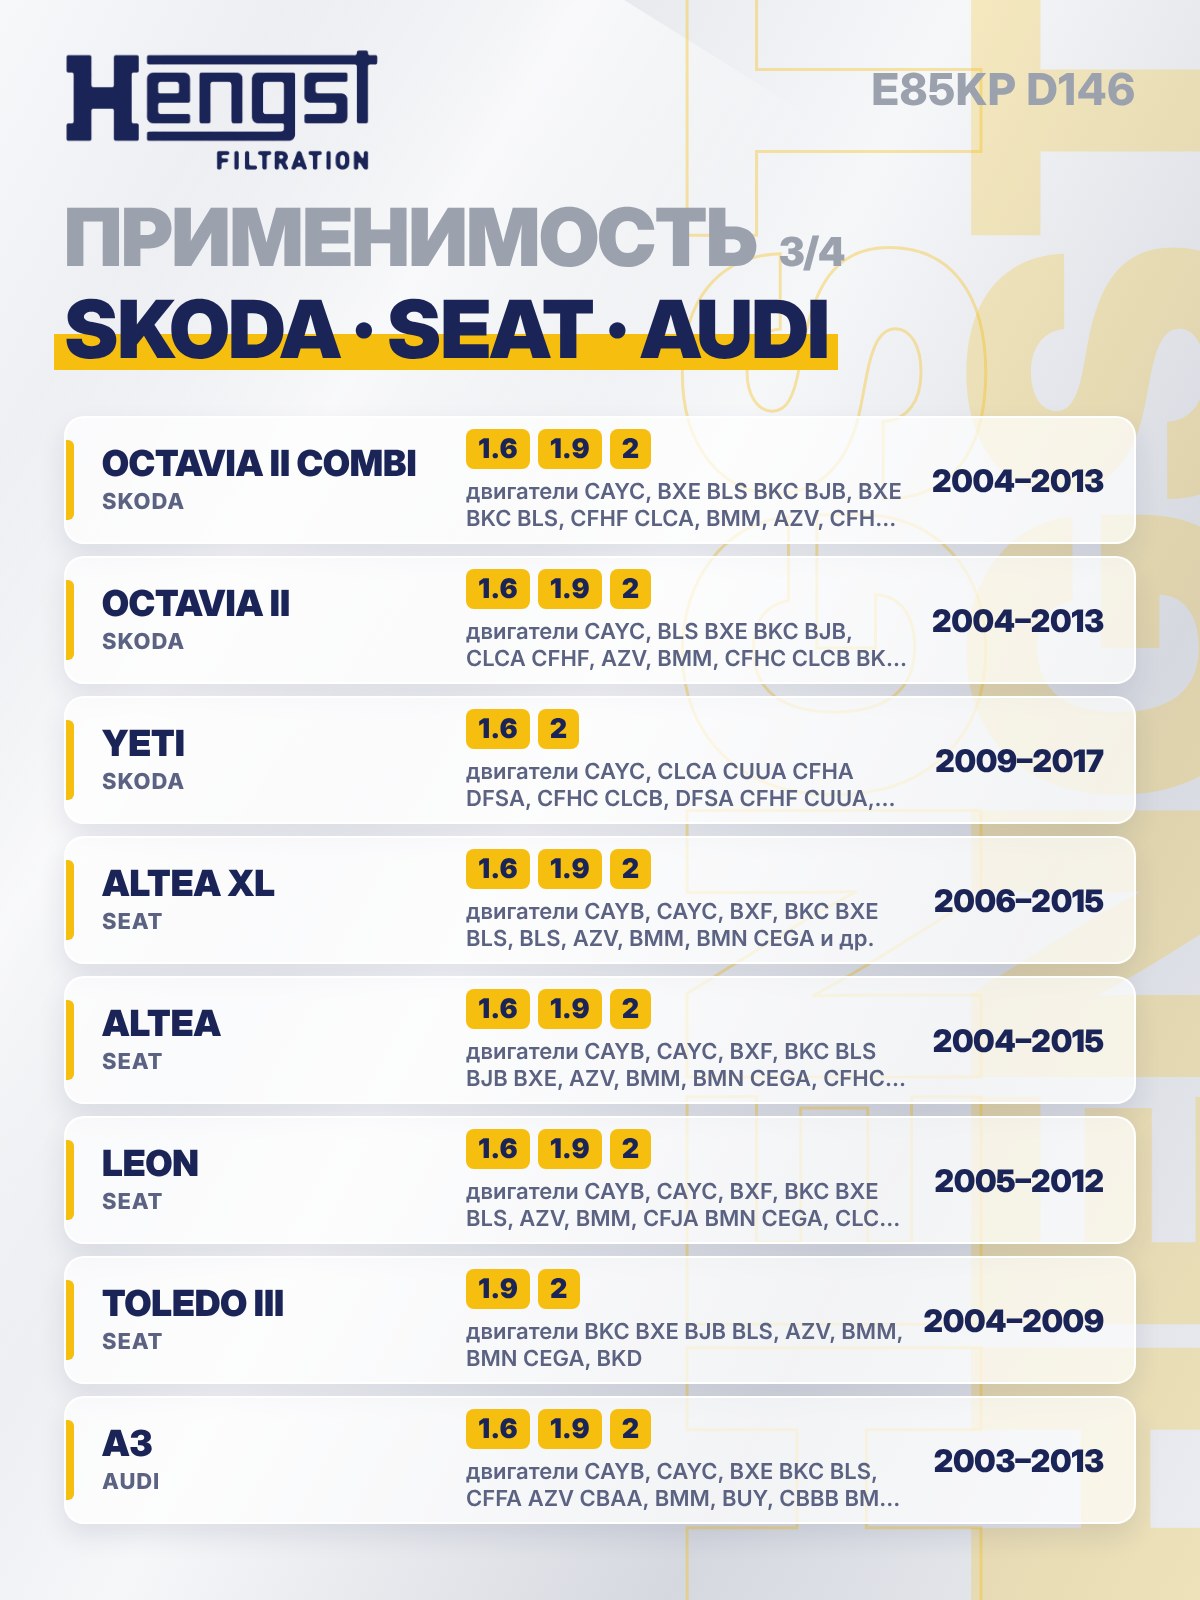 Hengst
FILTRATION
E85KP D146
ПРИМЕНИМОСТЬ 3/4
SKODA · SEAT · AUDI
OCTAVIA II COMBI
SKODA
1.6 1.9 2
двигатели CAYC, BXE BLS BKC BJB, BXE
BKC BLS, CFHF CLCA, BMM, AZV, CFH...
2004–2013
OCTAVIA II
SKODA
1.6 1.9 2
двигатели CAYC, BLS BXE BKC BJB,
CLCA CFHF, AZV, BMM, CFHC CLCB BK...
2004–2013
YETI
SKODA
1.6 2
двигатели CAYC, CLCA CUUA CFHA
DFSA, CFHC CLCB, DFSA CFHF CUUA,...
2009–2017
ALTEA XL
SEAT
1.6 1.9 2
двигатели CAYB, CAYC, BXF, BKC BXE
BLS, BLS, AZV, BMM, BMN CEGA и др.
2006–2015
ALTEA
SEAT
1.6 1.9 2
двигатели CAYB, CAYC, BXF, BKC BLS
BJB BXE, AZV, BMM, BMN CEGA, CFHC...
2004–2015
LEON
SEAT
1.6 1.9 2
двигатели CAYB, CAYC, BXF, BKC BXE
BLS, AZV, BMM, CFJA BMN CEGA, CLC...
2005–2012
TOLEDO III
SEAT
1.9 2
двигатели BKC BXE BJB BLS, AZV, BMM,
BMN CEGA, BKD
2004–2009
A3
AUDI
1.6 1.9 2
двигатели CAYB, CAYC, BXE BKC BLS,
CFFA AZV CBAA, BMM, BUY, CBBB BM...
2003–2013
HENGST